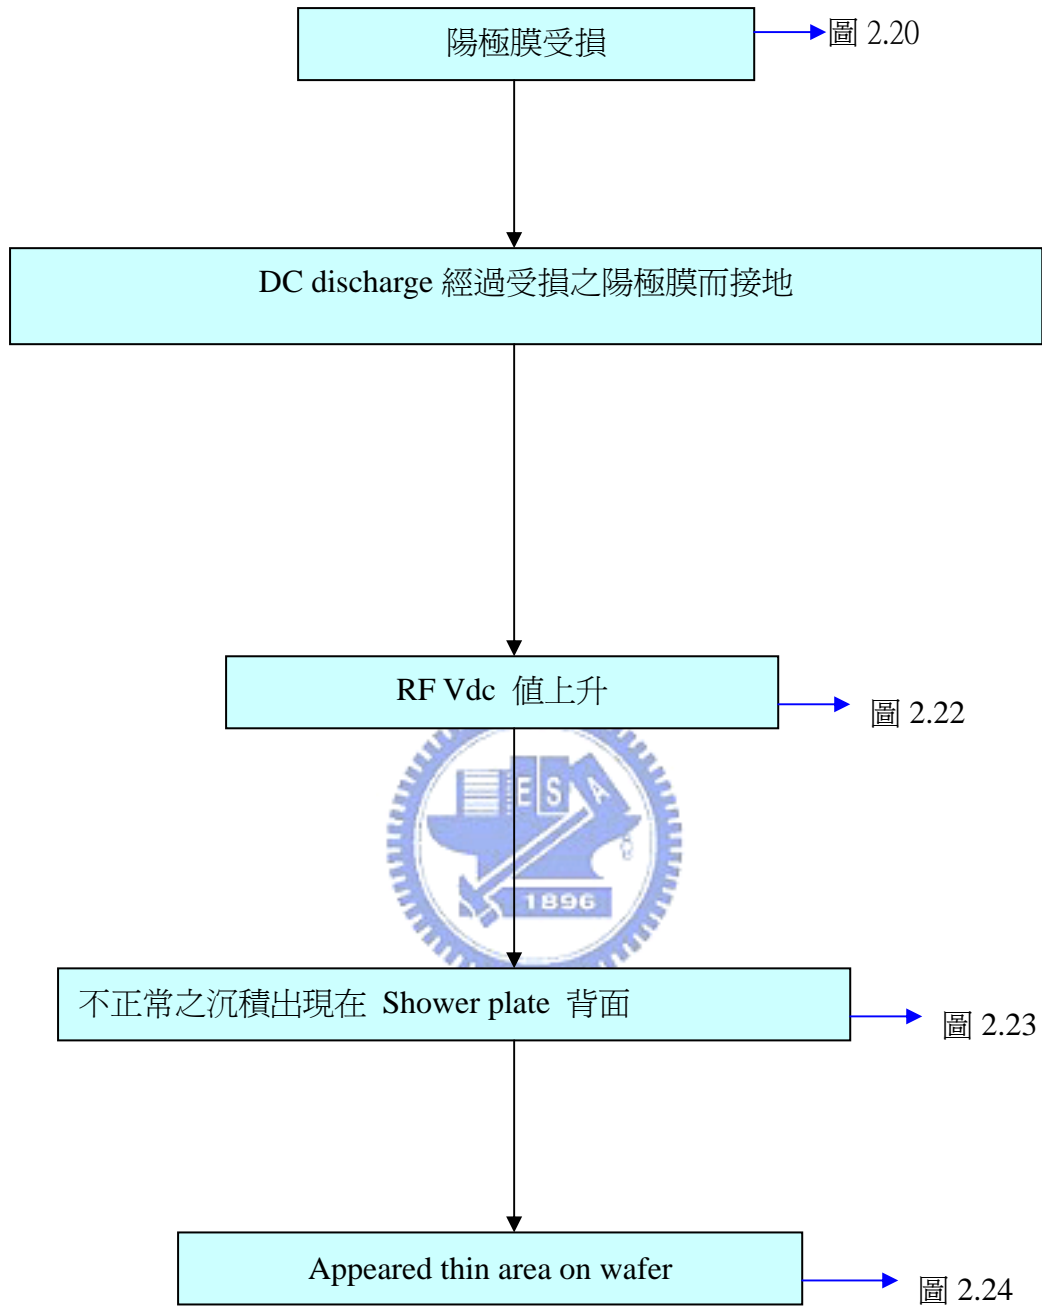 陽極膜受損
圖 2.20
DC discharge 經過受損之陽極膜而接地
RF Vdc 值上升
圖 2.22
E S A
1896
不正常之沉積出現在 Shower plate 背面
圖 2.23
Appeared thin area on wafer
圖 2.24